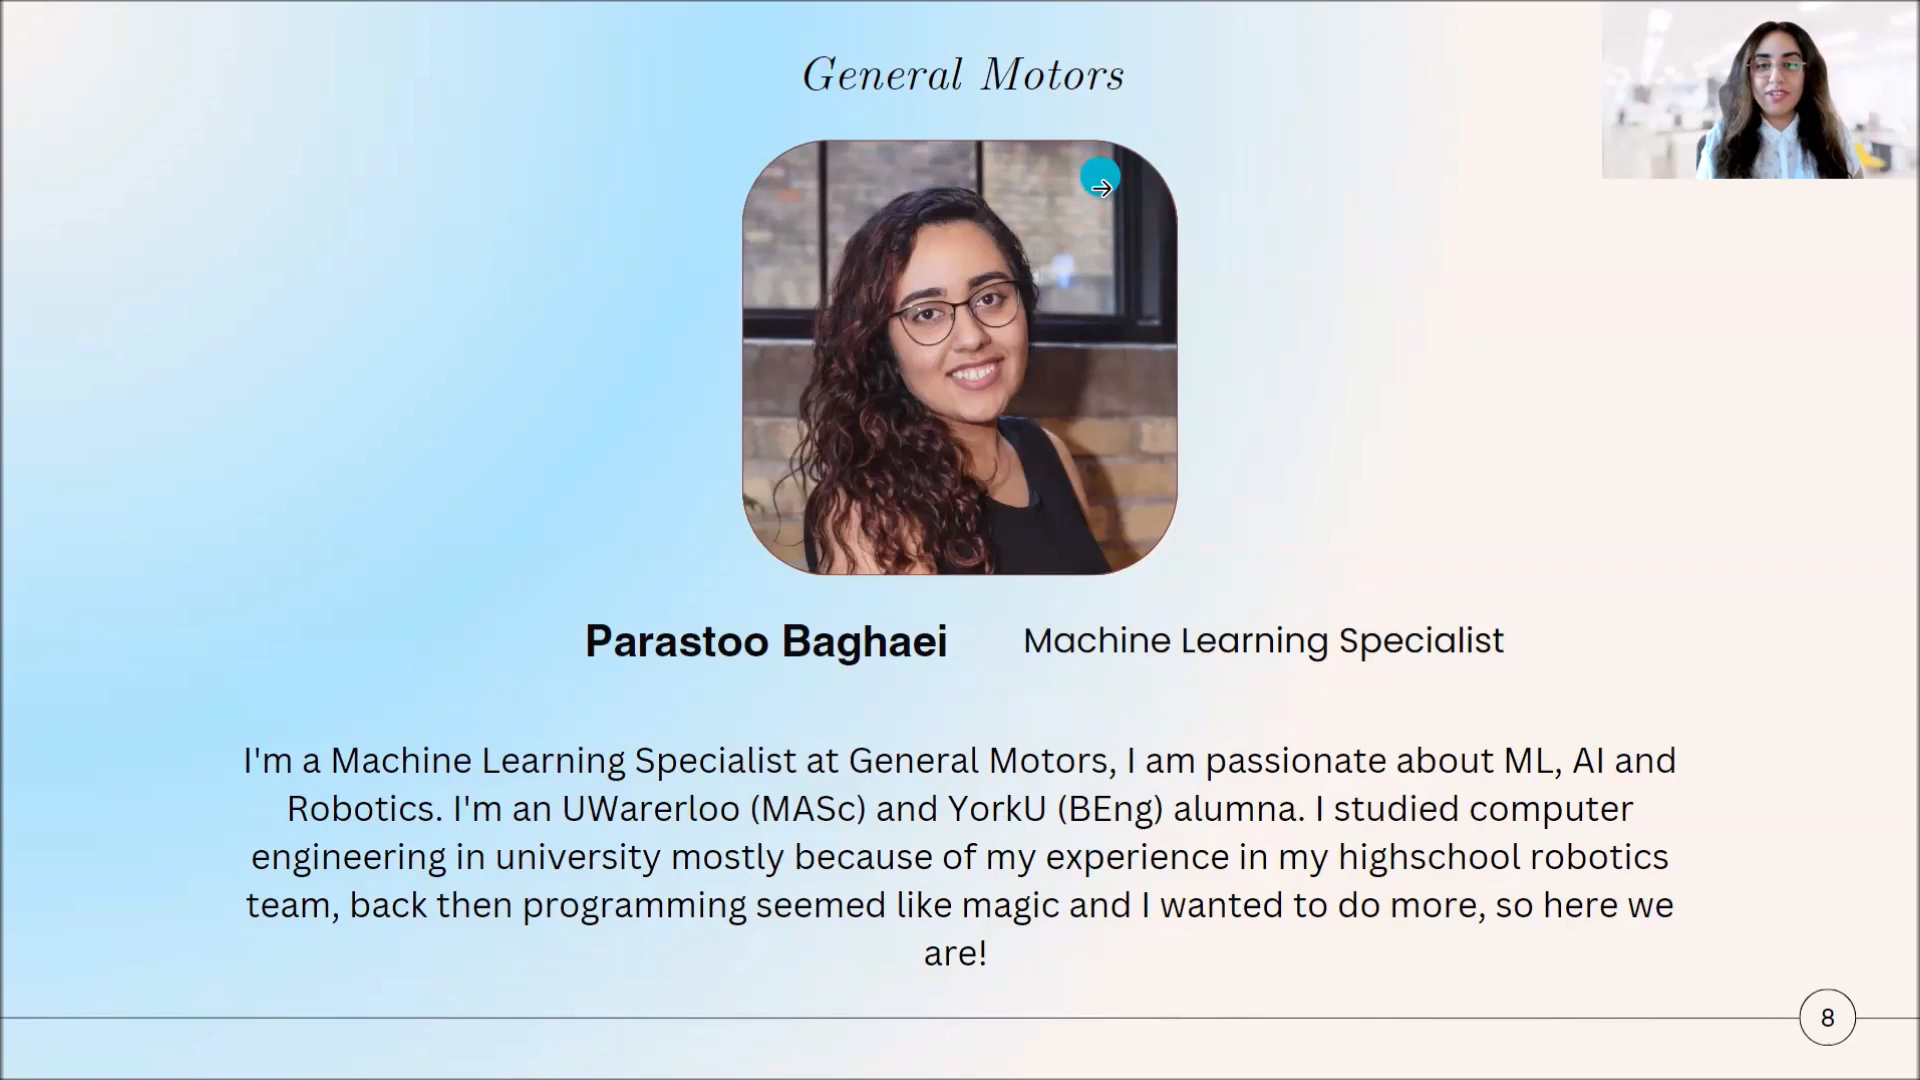 General Motors
Parastoo Baghaei
Machine Learning Specialist
I'm a Machine Learning Specialist at General Motors, I am passionate about ML, AI and
Robotics. I'm an UWarerloo (MASc) and YorkU (BEng) alumna. I studied computer
engineering in university mostly because of my experience in my highschool robotics
team, back then programming seemed like magic and I wanted to do more, so here we
are!
8